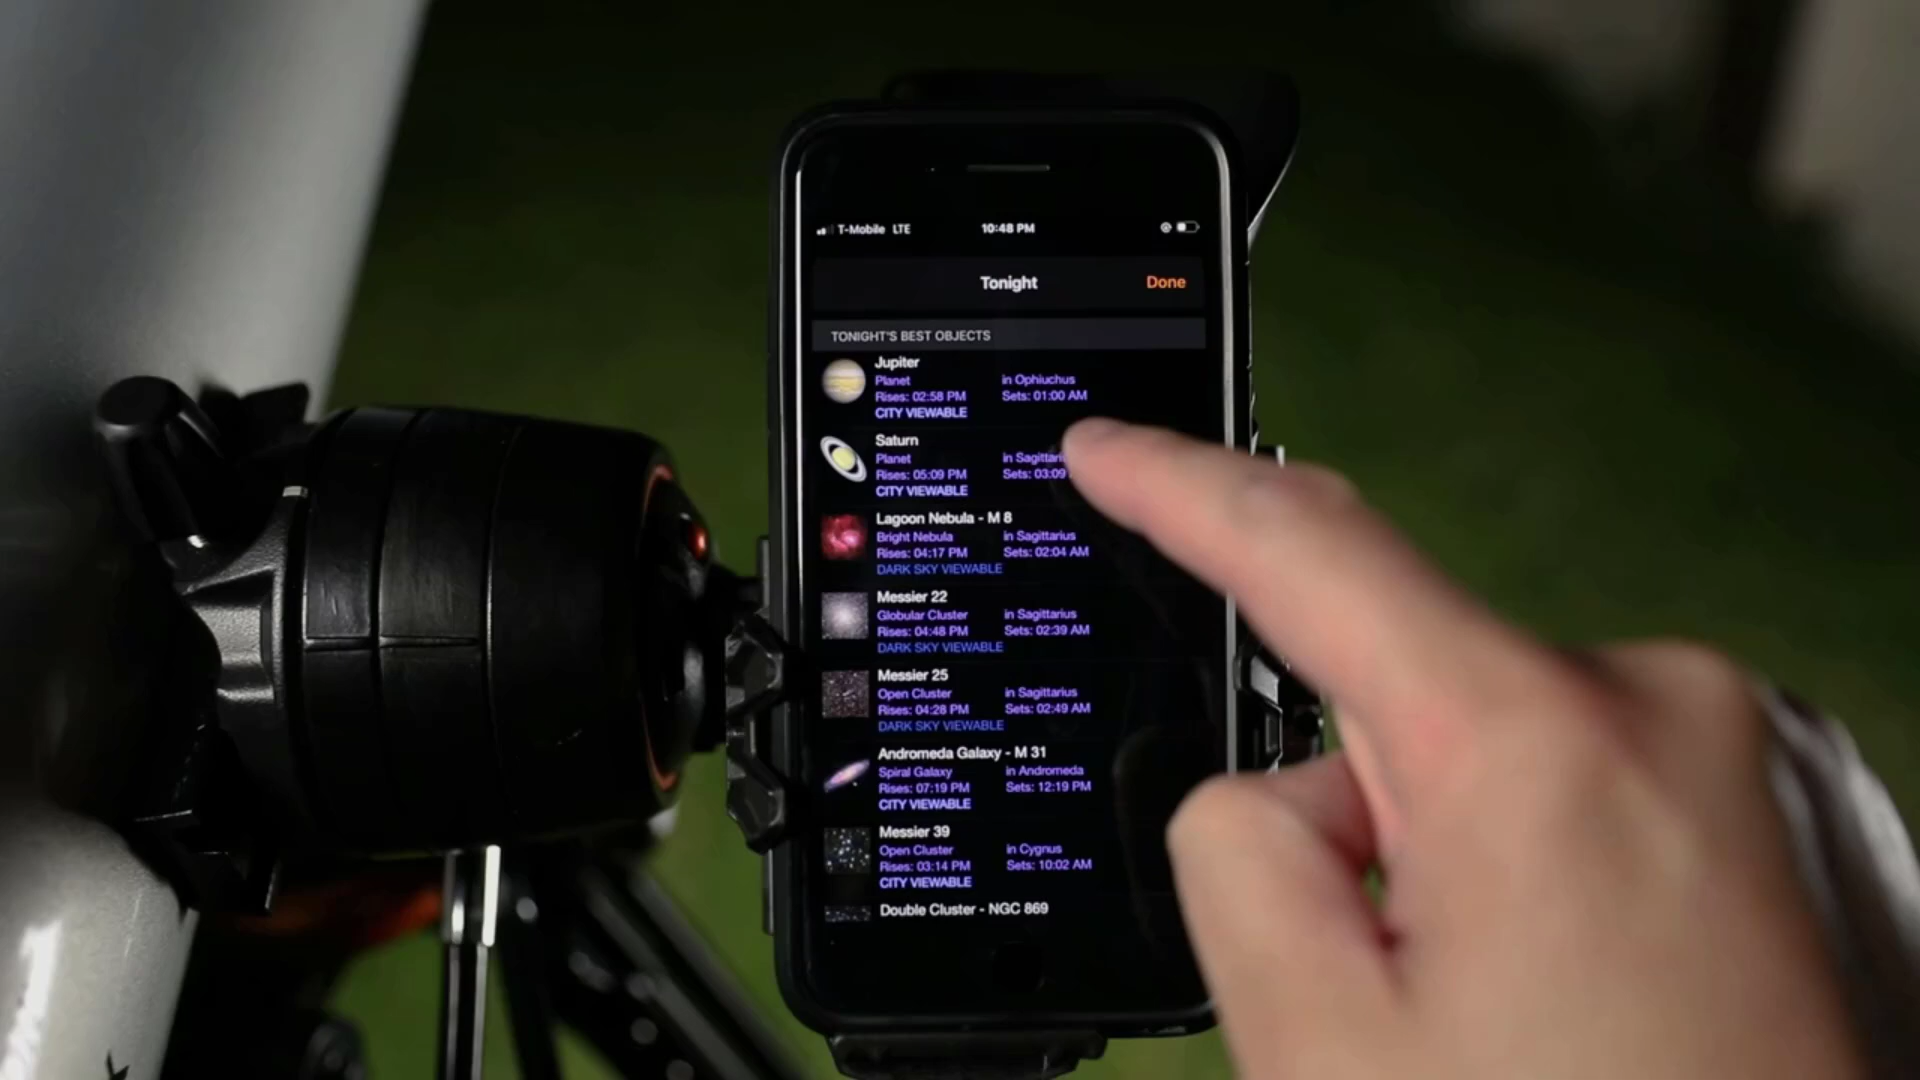 T-Mobile LTE 10:48 PM
Tonight Done
TONIGHT'S BEST OBJECTS
Jupiter
Planet in Ophiuchus
Rises: 02:58 PM Sets: 01:00 AM
CITY VIEWABLE
Saturn
Planet in
Rises: 05:09 PM Sets: 03:09
CITY VIEWABLE
Lagoon Nebula - M 8
Bright Nebula in Sagittarius
Rises: 04:17 PM Sets: 02:04 AM
DARK SKY VIEWABLE
Messier 22
Globular Cluster in Sagittarius
Rises: 04:48 PM Sets: 02:39 AM
DARK SKY VIEWABLE
Messier 25
Open Cluster in Sagittarius
Rises: 04:28 PM Sets: 02:49 AM
DARK SKY VIEWABLE
Andromeda Galaxy - M 31
Spiral Galaxy in Andromeda
Rises: 07:19 PM Sets: 12:19 PM
CITY VIEWABLE
Messier 39
Open Cluster in Cygnus
Rises: 03:14 PM Sets: 10:02 AM
CITY VIEWABLE
Double Cluster - NGC 869